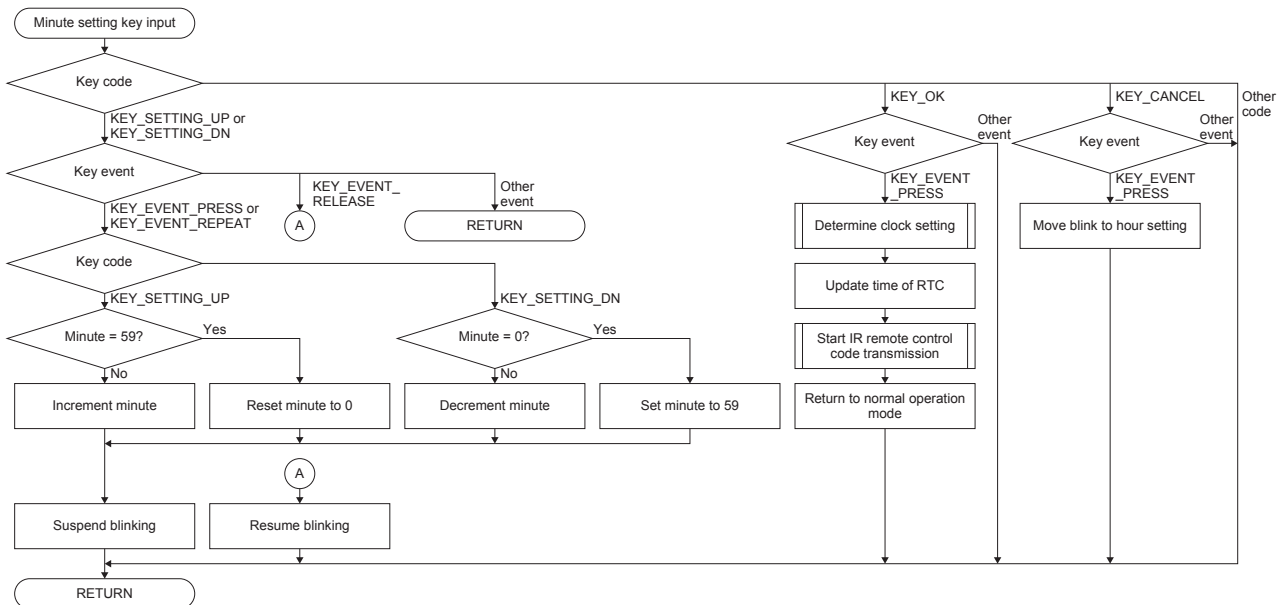 Minute setting key input
Key code
KEY_SETTING_UP or
KEY_SETTING_DN
KEY_OK
KEY_CANCEL
Other
code
Key event
KEY_EVENT_
RELEASE
Other
event
KEY_EVENT_PRESS or
KEY_EVENT_REPEAT
A
RETURN
Key event
Other
event
KEY_EVENT
_PRESS
Key event
Other
event
KEY_EVENT
_PRESS
Determine clock setting
Move blink to hour setting
Key code
KEY_SETTING_UP
KEY_SETTING_DN
Update time of RTC
Minute = 59?
Yes
No
Minute = 0?
Yes
No
Start IR remote control
code transmission
Increment minute
Reset minute to 0
Decrement minute
Set minute to 59
Return to normal operation
mode
A
Suspend blinking
Resume blinking
RETURN